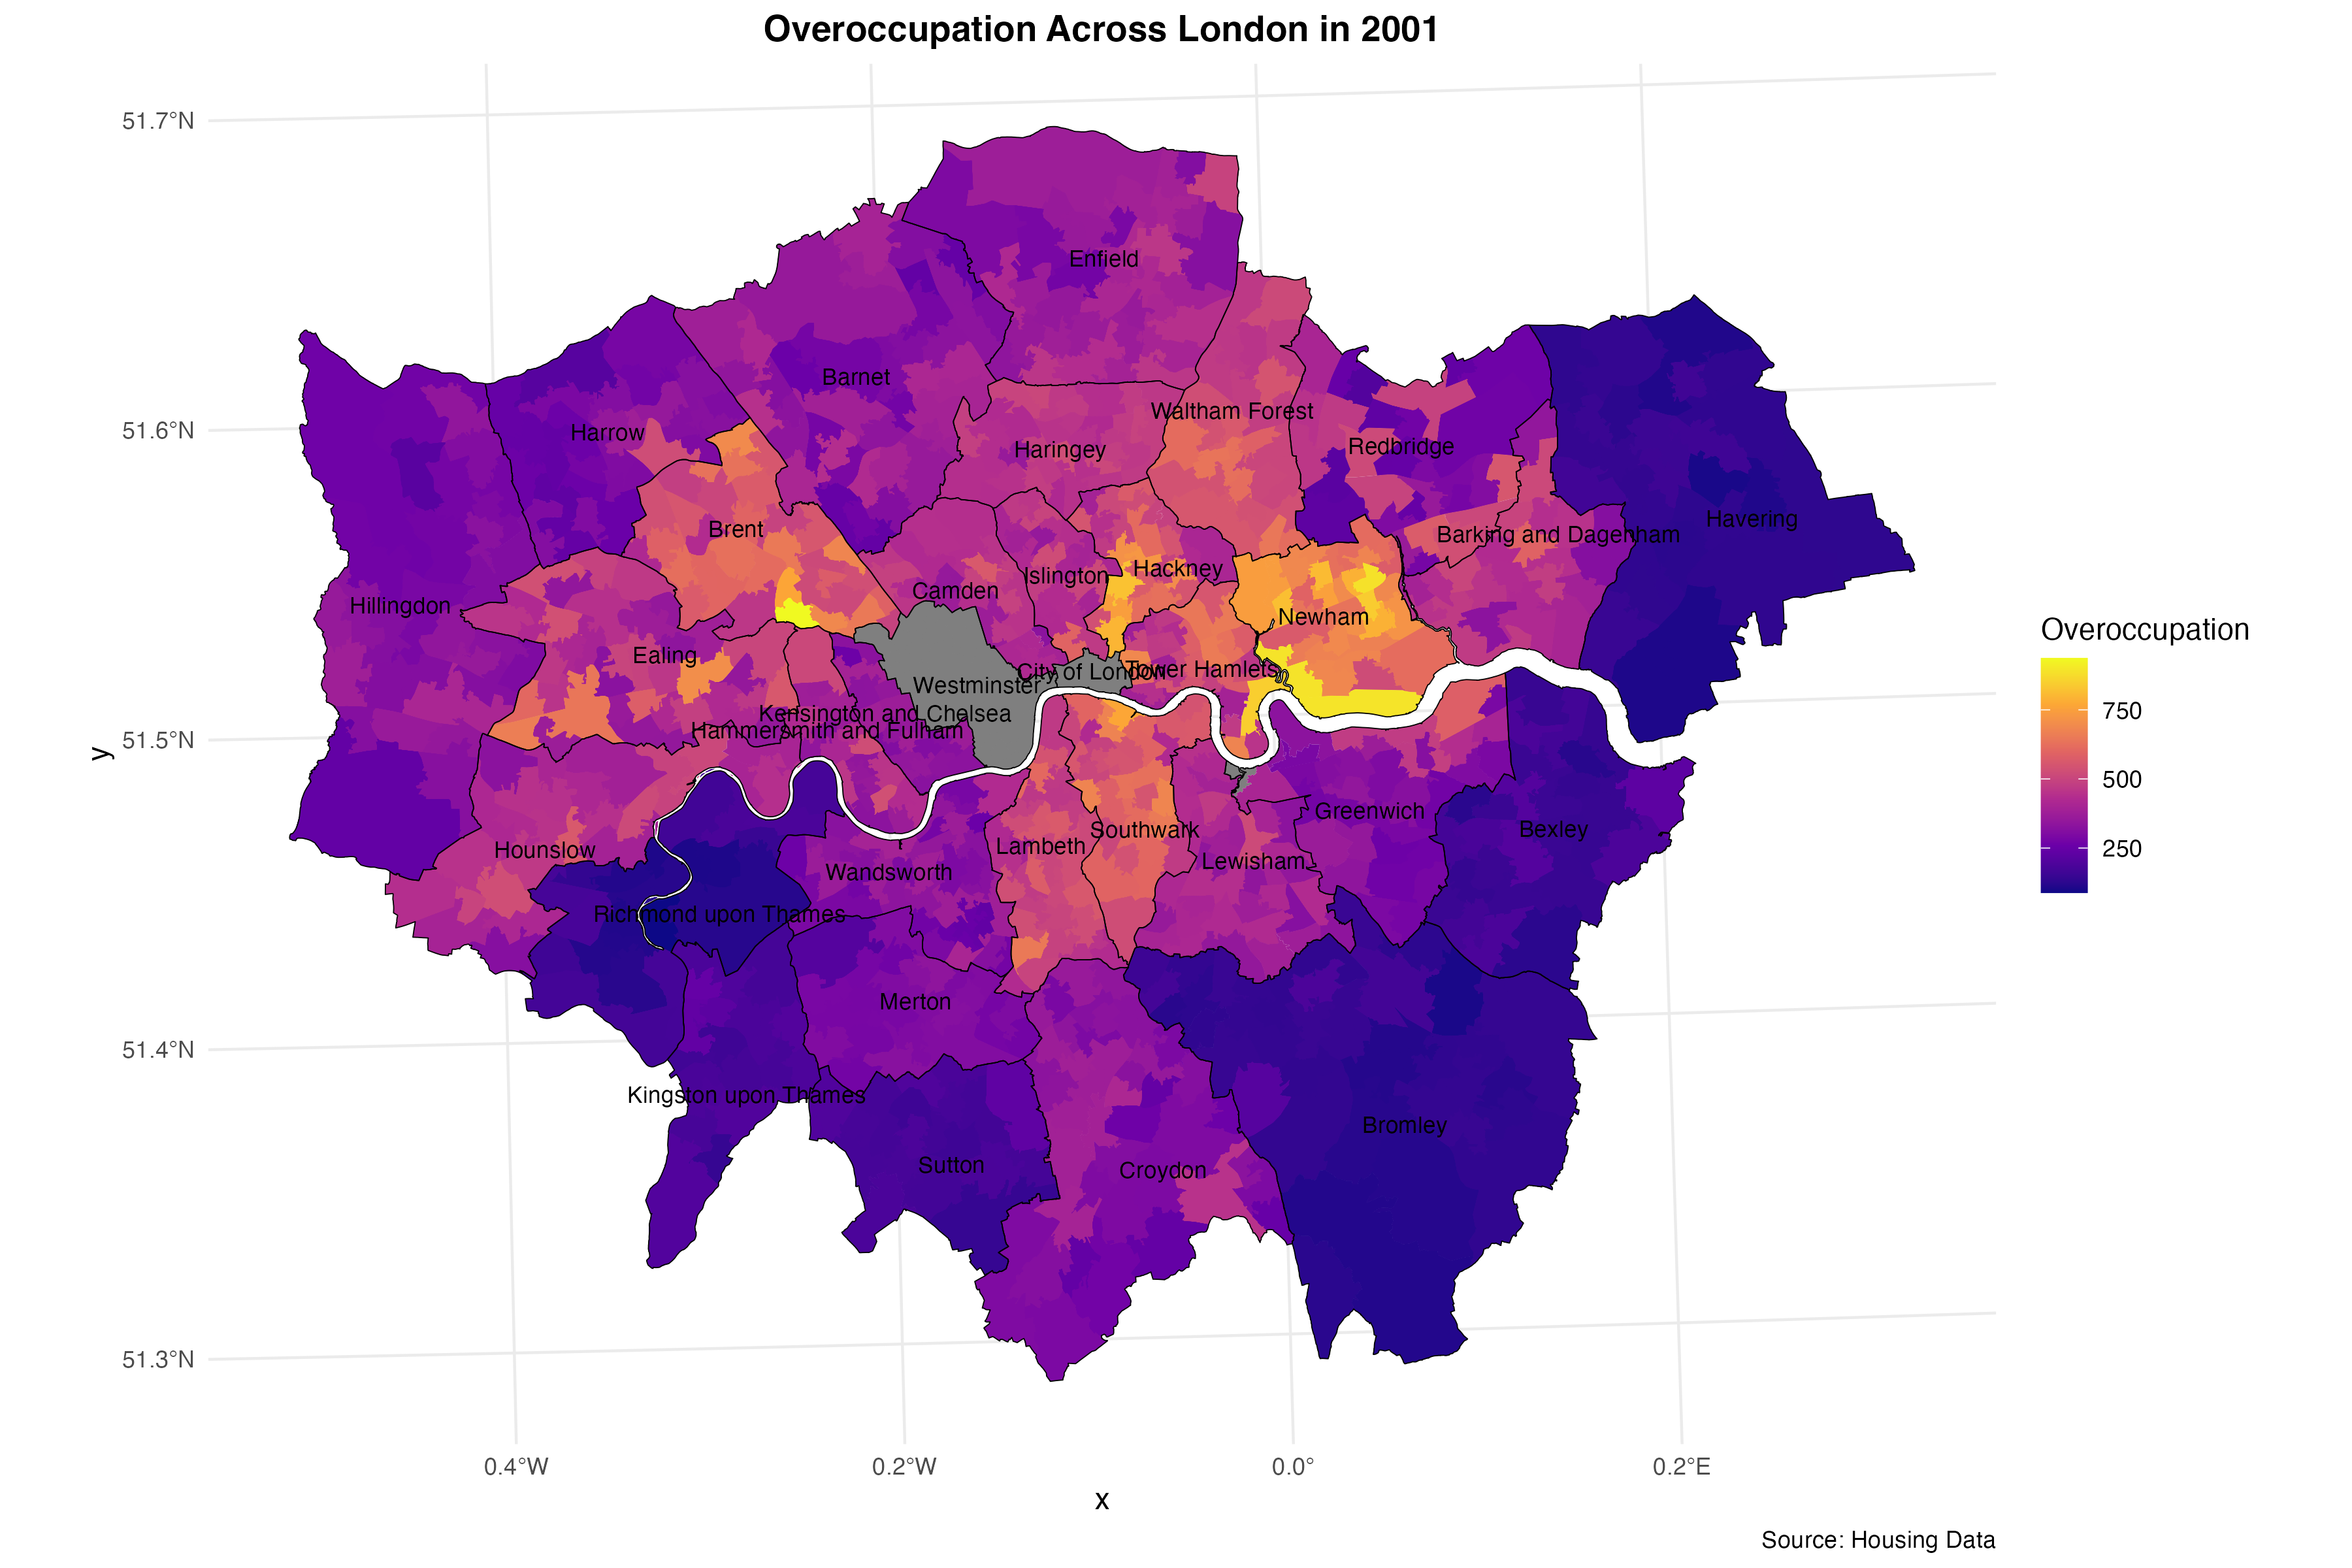 Overoccupation Across London in 2001
51.7°N
51.6°N
51.5°N
51.4°N
51.3°N
y
Enfield
Barnet
Waltham Forest
Harrow
Haringey
Redbridge
Havering
Brent
Barking and Dagenham
Hackney
Islington
Camden
Hillingdon
Newham
Ealing
City of London
Tower Hamlets
Westminster
Kensington and Chelsea
Hammersmith and Fulham
Greenwich
Southwark
Bexley
Lambeth
Hounslow
Lewisham
Wandsworth
Richmond upon Thames
Merton
Kingston upon Thames
Bromley
Sutton
Croydon
Overoccupation
750
500
250
0.4°W
0.2°W
0.0°
0.2°E
x
Source: Housing Data